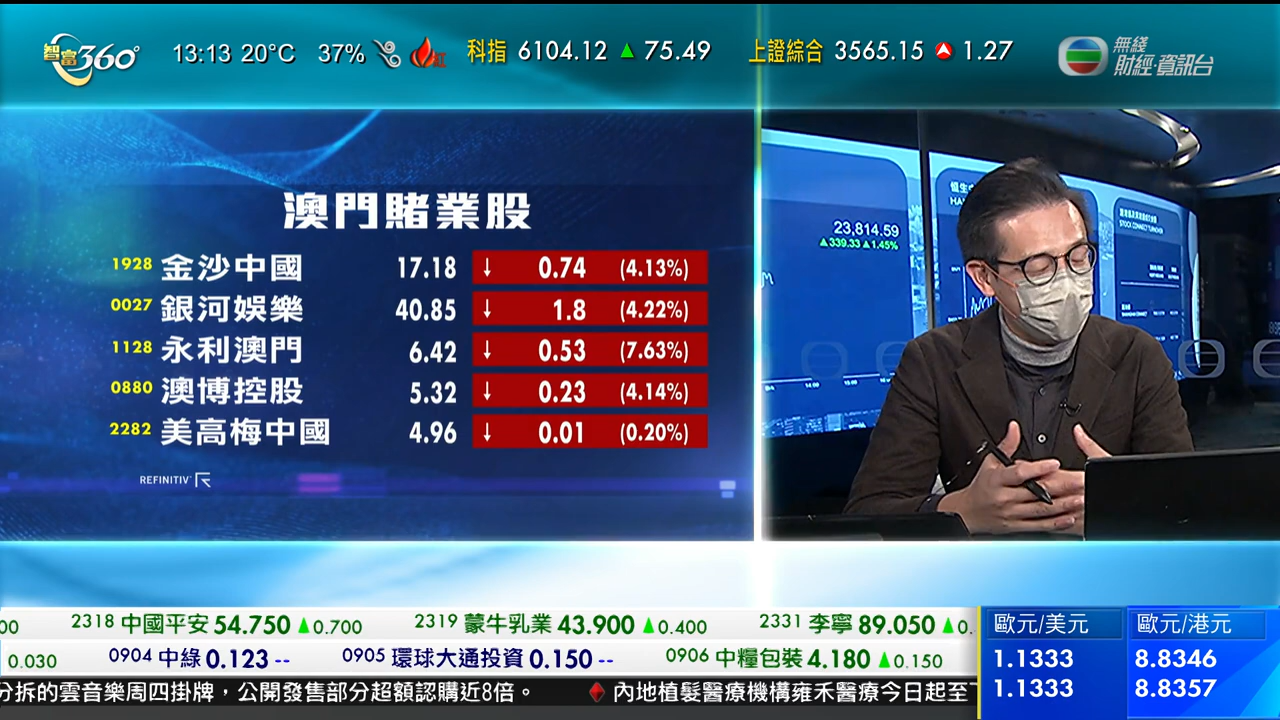 智富360°
13:13 20°C 37% 紅 科指 6104.12 ▲ 75.49 上證綜合 3565.15 1.27
無綫
財經·資訊台
澳門賭業股
1928 金沙中國 17.18 ↓ 0.74 (4.13%)
0027 銀河娛樂 40.85 ↓ 1.8 (4.22%)
1128 永利澳門 6.42 ↓ 0.53 (7.63%)
0880 澳博控股 5.32 ↓ 0.23 (4.14%)
2282 美高梅中國 4.96 ↓ 0.01 (0.20%)
REFINITIV
23,814.59
▲339.33▲1.45%
恒生
HA
STOCK CONNECT TURNOVER
00 2318 中國平安 54.750 ▲0.700 2319 蒙牛乳業 43.900 ▲0.400 2331 李寧 89.050 ▲0.
0.030 0904 中綠 0.123 -- 0905 環球大通投資 0.150 -- 0906 中糧包裝 4.180 ▲0.150
分拆的雲音樂周四掛牌，公開發售部分超額認購近8倍。 ◆內地植髮醫療機構雍禾醫療今日起至
歐元/美元 歐元/港元
1.1333 8.8346
1.1333 8.8357